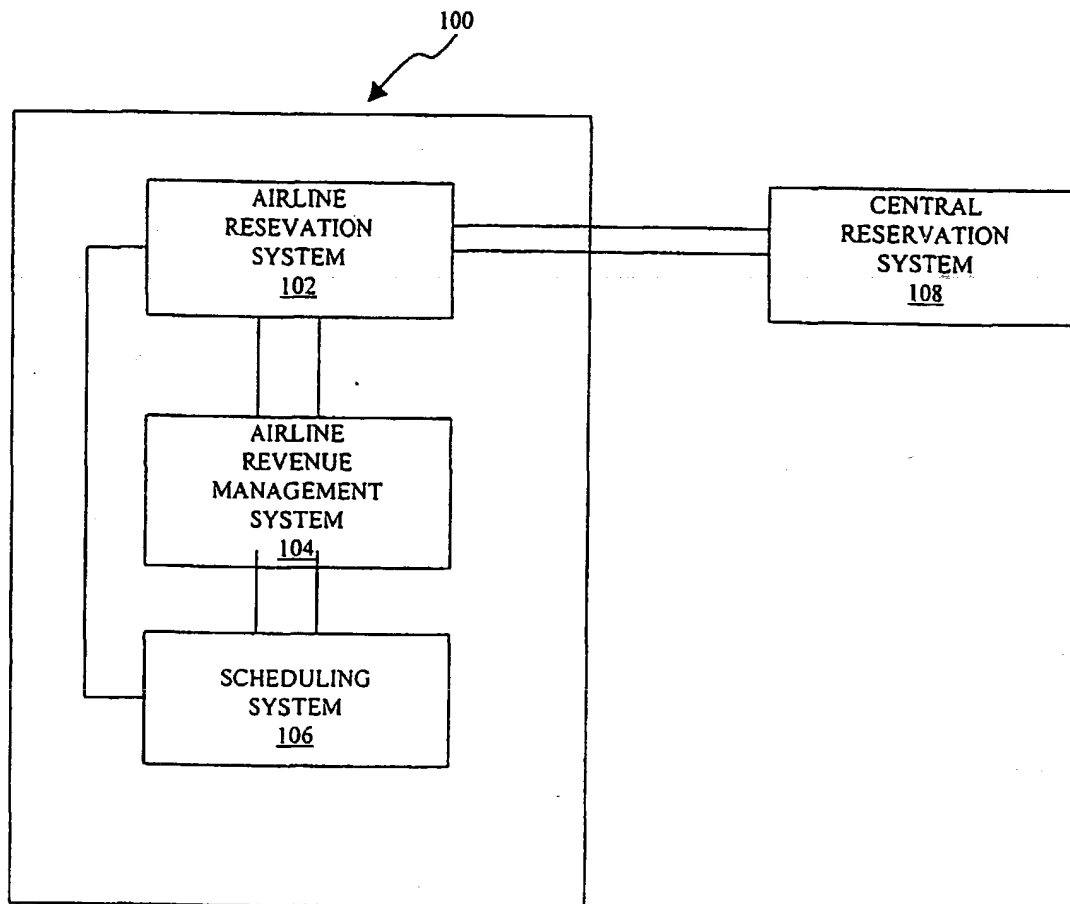 100
AIRLINE
RESEVATION
SYSTEM
102
CENTRAL
RESERVATION
SYSTEM
108
AIRLINE
REVENUE
MANAGEMENT
SYSTEM
104
SCHEDULING
SYSTEM
106